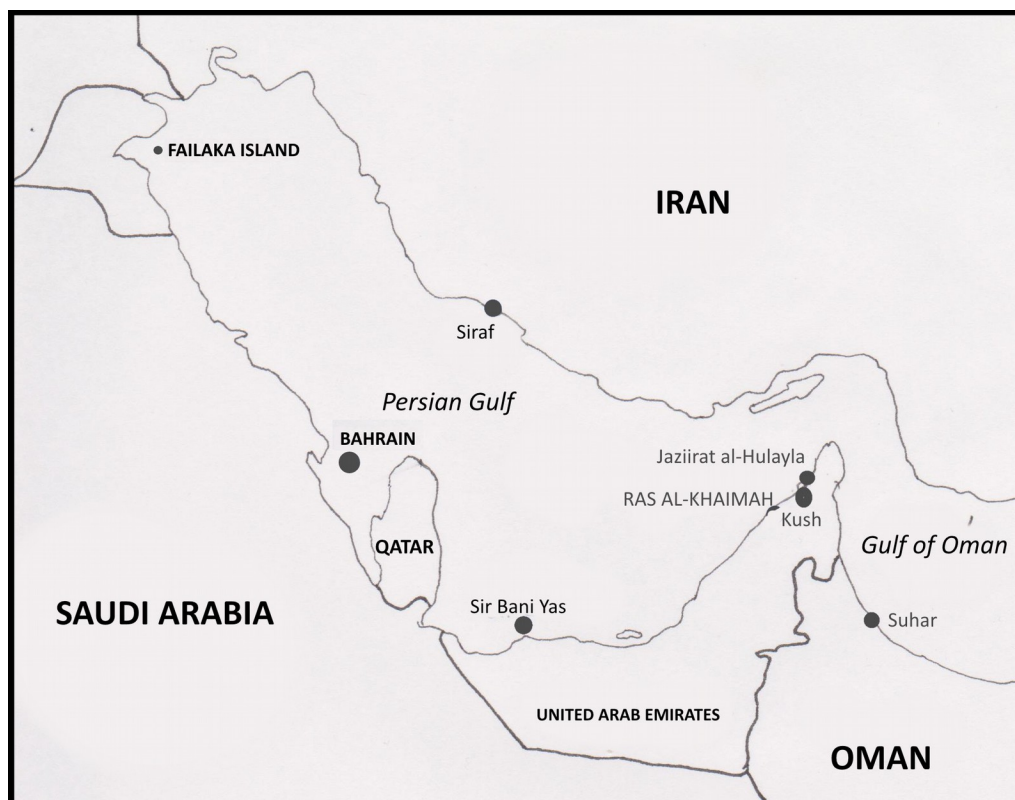 FAILAKA ISLAND
IRAN
Siraf
Persian Gulf
BAHRAIN
Jaziirat al-Hulayla
RAS AL-KHAIMAH
Kush
QATAR
Gulf of Oman
SAUDI ARABIA
Sir Bani Yas
Suhar
UNITED ARAB EMIRATES
OMAN